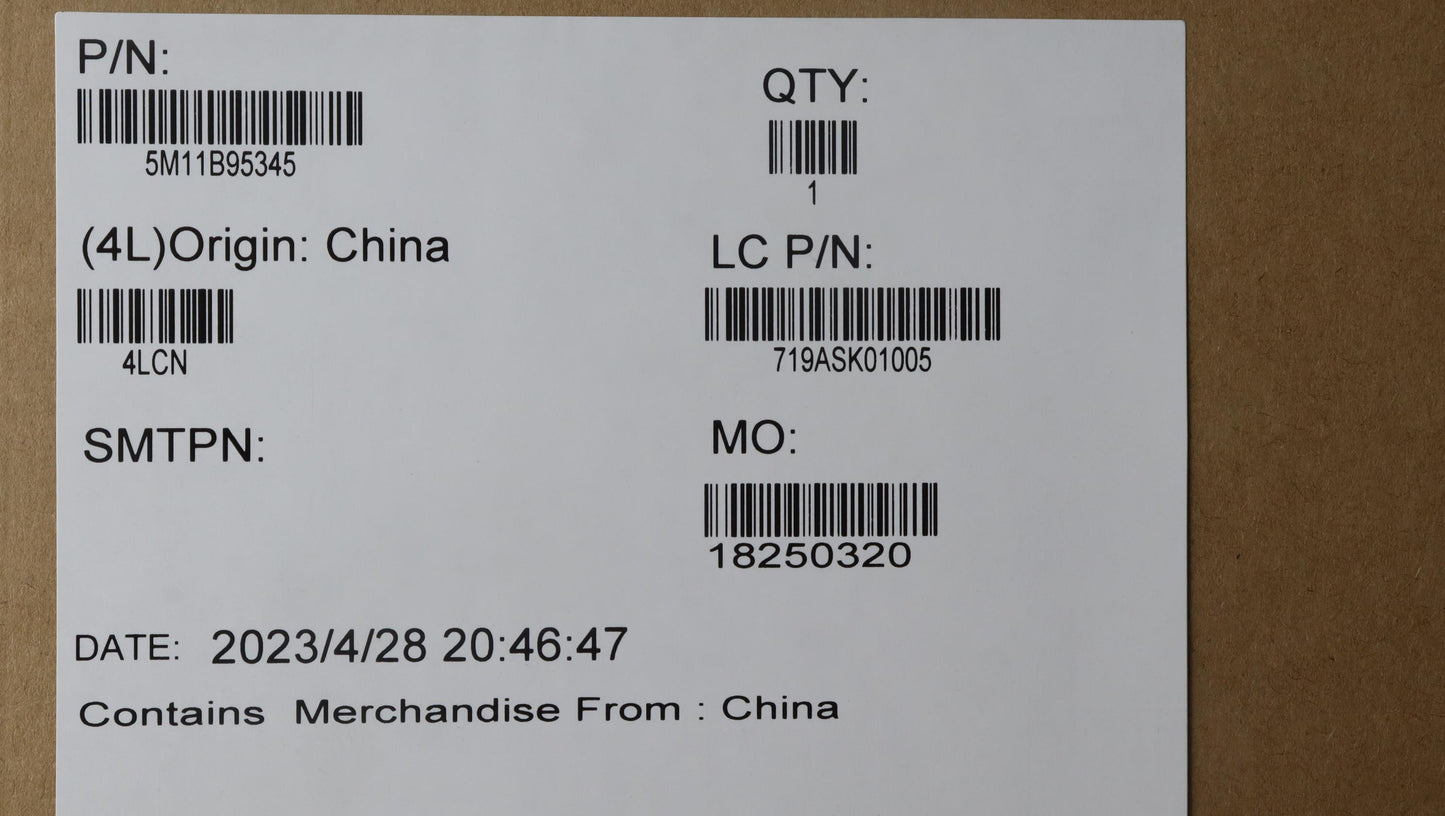 P/N:
5M11B95345
QTY:
1
(4L)Origin: China
4LCN
LC P/N:
719ASK01005
SMTPN:
MO:
18250320
DATE: 2023/4/28 20:46:47
Contains Merchandise From : China